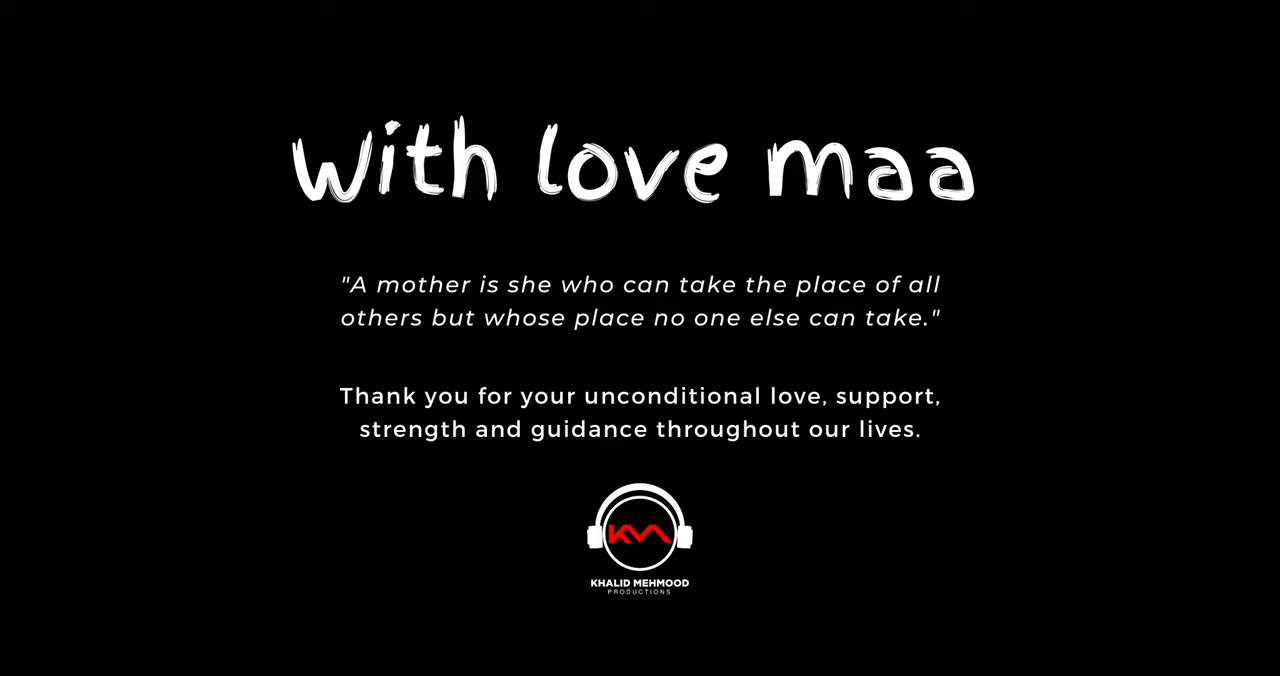 With love maa
"A mother is she who can take the place of all
others but whose place no one else can take."
Thank you for your unconditional love, support,
strength and guidance throughout our lives.
KM
KHALID MEHMOOD
PRODUCTIONS